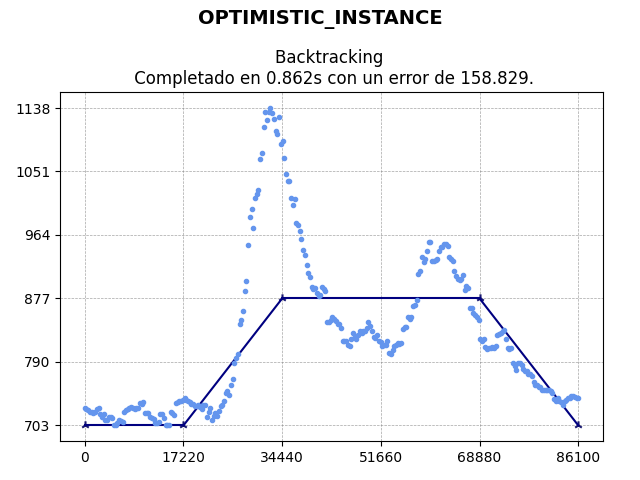 OPTIMISTIC_INSTANCE
Backtracking
Completado en 0.862s con un error de 158.829.
1138
1051
964
877
790
703
0 17220 34440 51660 68880 86100